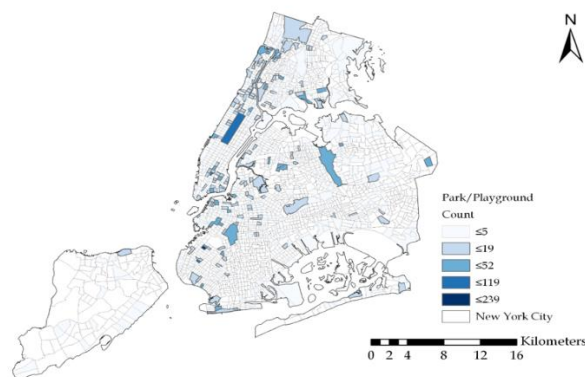 N
Park/Playground
Count
≤5
≤19
≤52
≤119
≤239
New York City
Kilometers
0 2 4 8 12 16